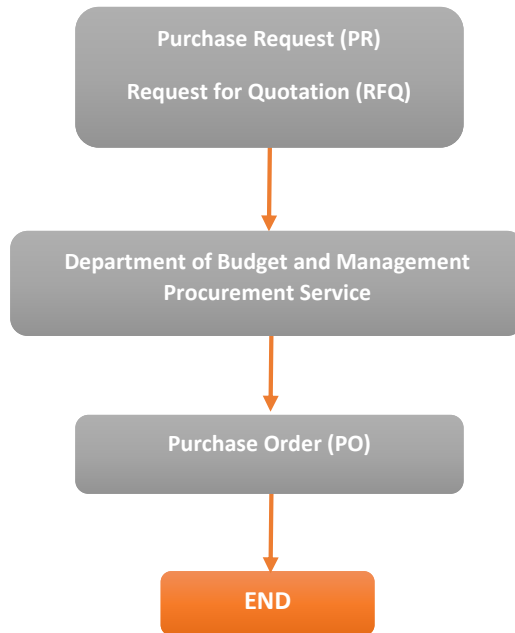 Purchase Request (PR)
Request for Quotation (RFQ)
Department of Budget and Management
Procurement Service
Purchase Order (PO)
END